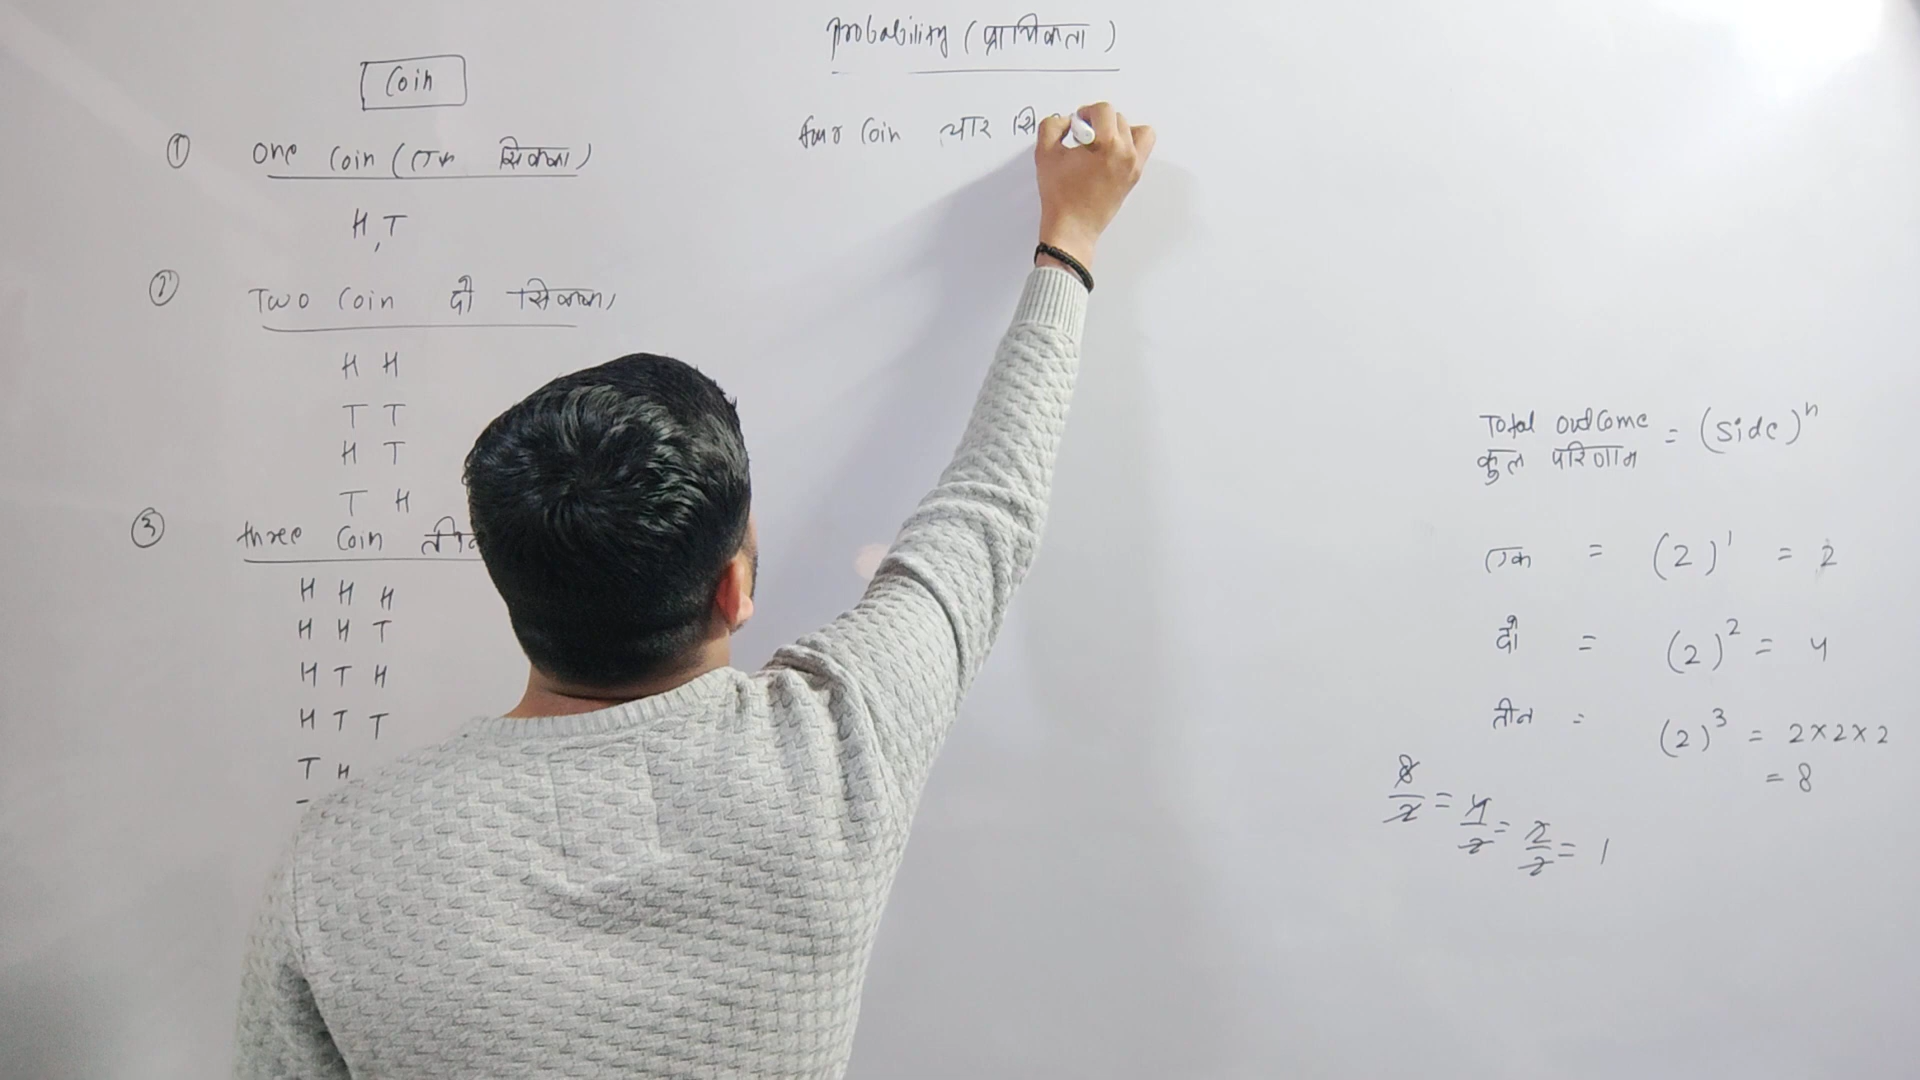 Probability (प्रायिकता)
Coin
① one Coin (एक सिक्का)
H, T
② Two Coin दो सिक्का
H H
T T
H T
T H
③ three Coin तीन
H H H
H H T
H T H
H T T
T H
four Coin चार सि
Total outcome = (side)ⁿ
कुल परिणाम
एक = (2)¹ = 2
दो = (2)² = 4
तीन = (2)³ = 2×2×2
= 8
8/2 = 4/2 = 2/2 = 1